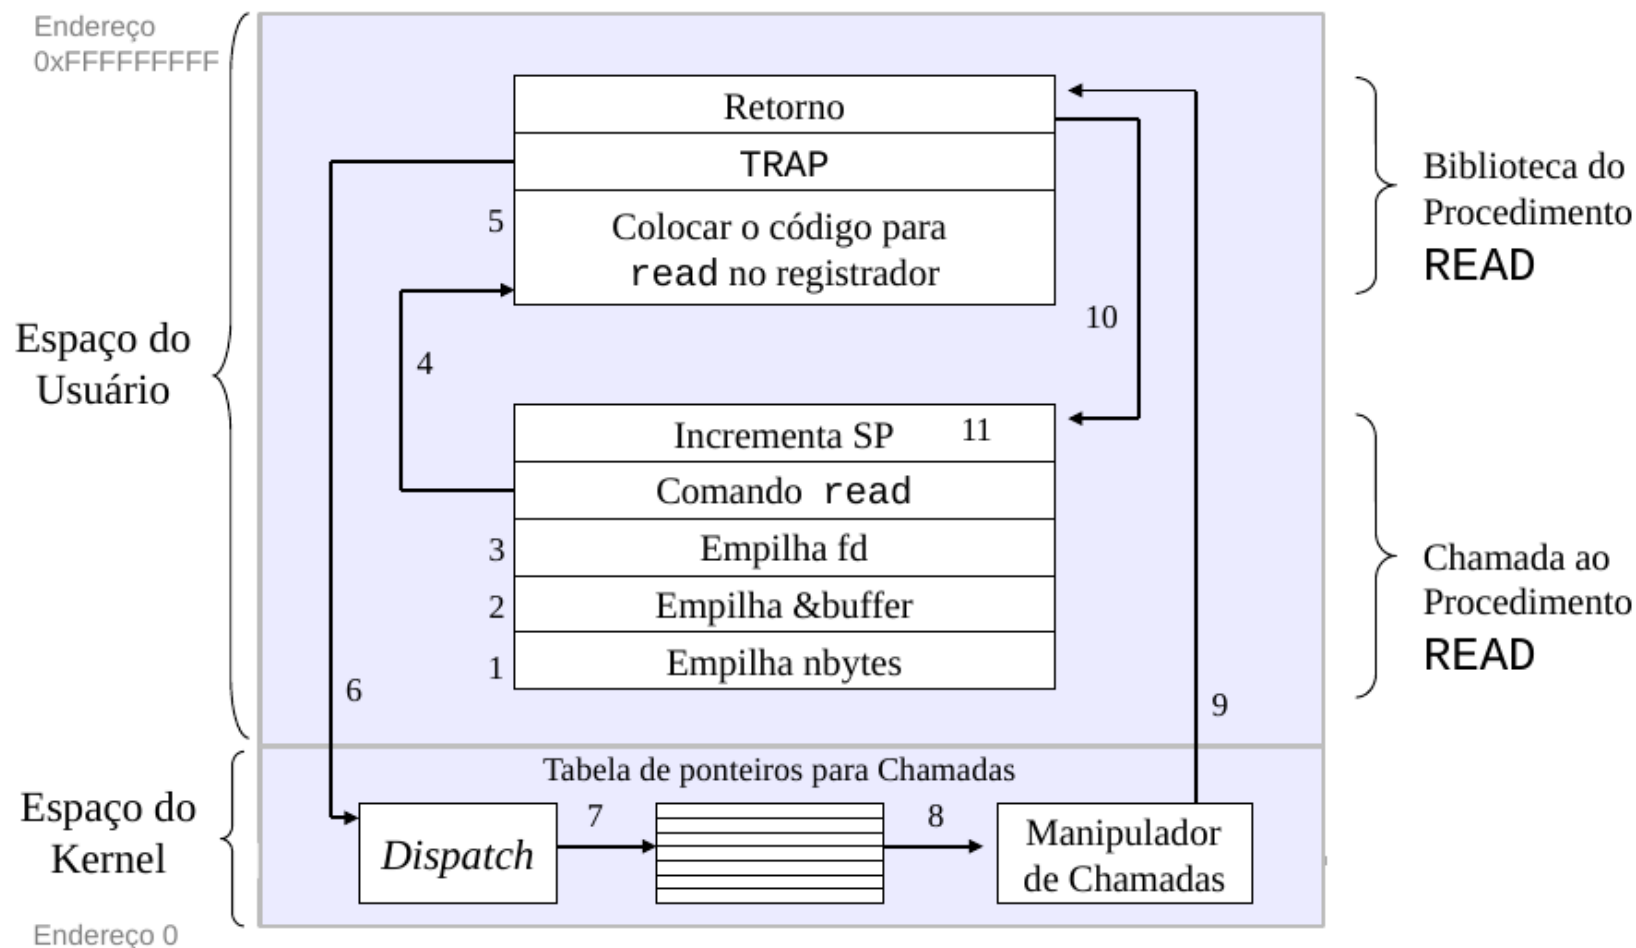 Endereço
0xFFFFFFFFF
Retorno
TRAP
5
Colocar o código para
read no registrador
Biblioteca do
Procedimento
READ
10
4
Espaço do
Usuário
Incrementa SP 11
Comando read
3 Empilha fd
2 Empilha &buffer
1 Empilha nbytes
Chamada ao
Procedimento
READ
6
9
Tabela de ponteiros para Chamadas
Espaço do
Kernel
Dispatch
7
8
Manipulador
de Chamadas
Endereço 0